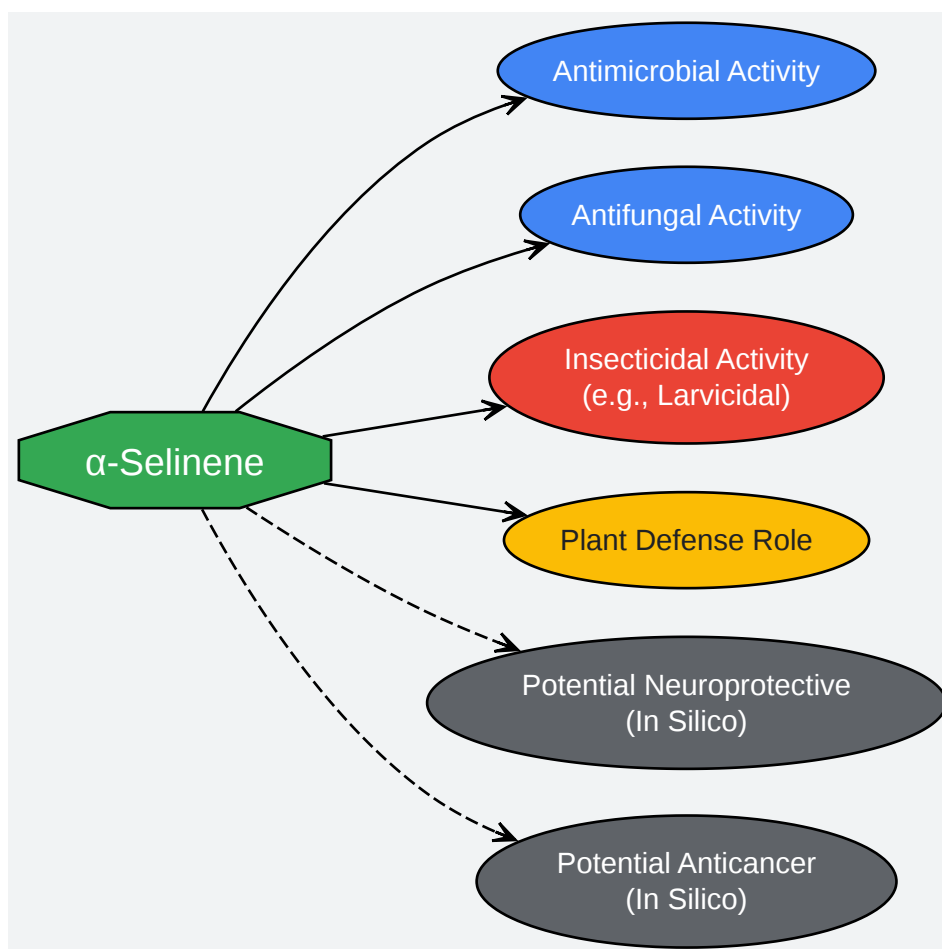 Antimicrobial Activity
Antifungal Activity
Insecticidal Activity
(e.g., Larvicidal)
α-Selinene
Plant Defense Role
Potential Neuroprotective
(In Silico)
Potential Anticancer
(In Silico)